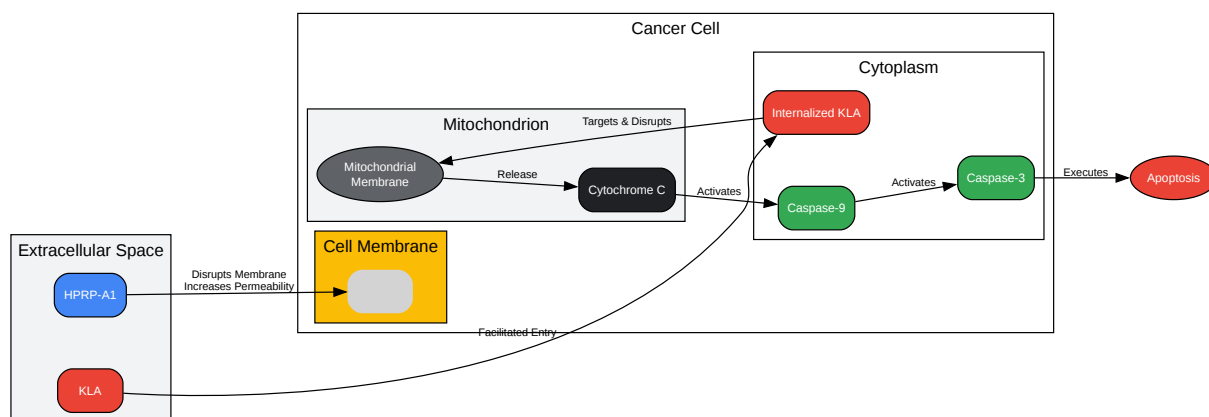 Cancer Cell
Cytoplasm
Internalized KLA
Mitochondrion
Targets & Disrupts
Mitochondrial
Membrane
Release
Cytochrome C
Activates
Caspase-9
Activates
Caspase-3
Executes
Apoptosis
Extracellular Space
HPRP-A1
Disrupts Membrane
Increases Permeability
Cell Membrane
Facilitated Entry
KLA